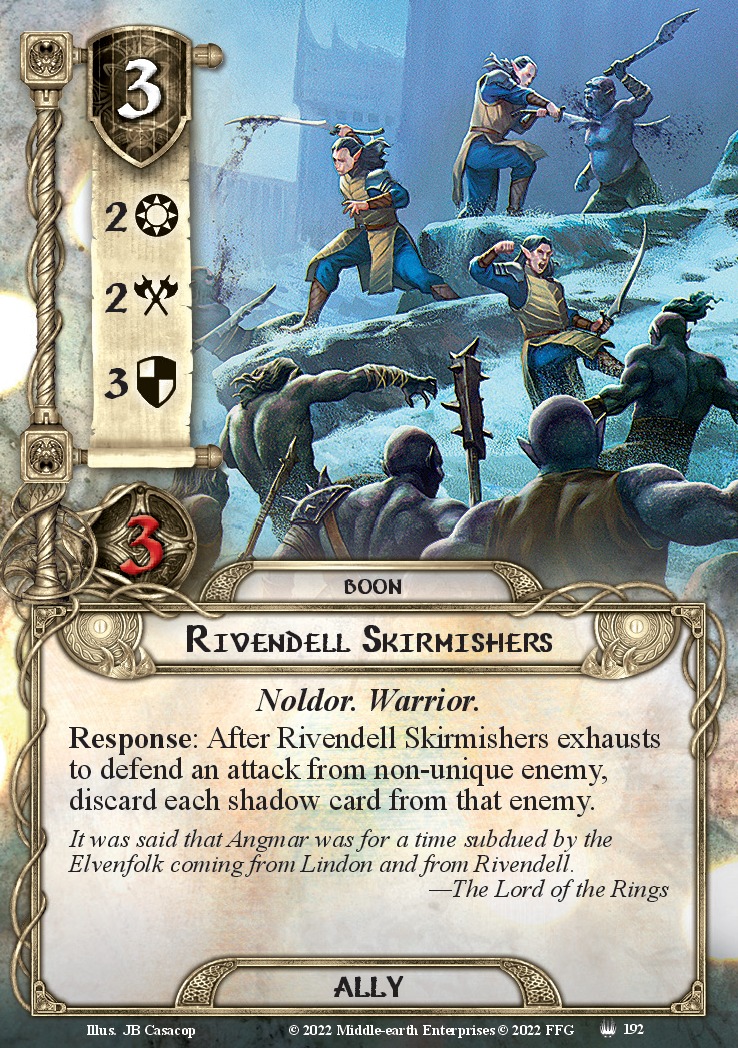 3
2
2
3
3
BOON
Rivendell Skirmishers
Noldor. Warrior.
Response: After Rivendell Skirmishers exhausts
to defend an attack from non-unique enemy,
discard each shadow card from that enemy.
It was said that Angmar was for a time subdued by the
Elvenfolk coming from Lindon and from Rivendell.
—The Lord of the Rings
ALLY
Illus. JB Casacop © 2022 Middle-earth Enterprises © 2022 FFG 192